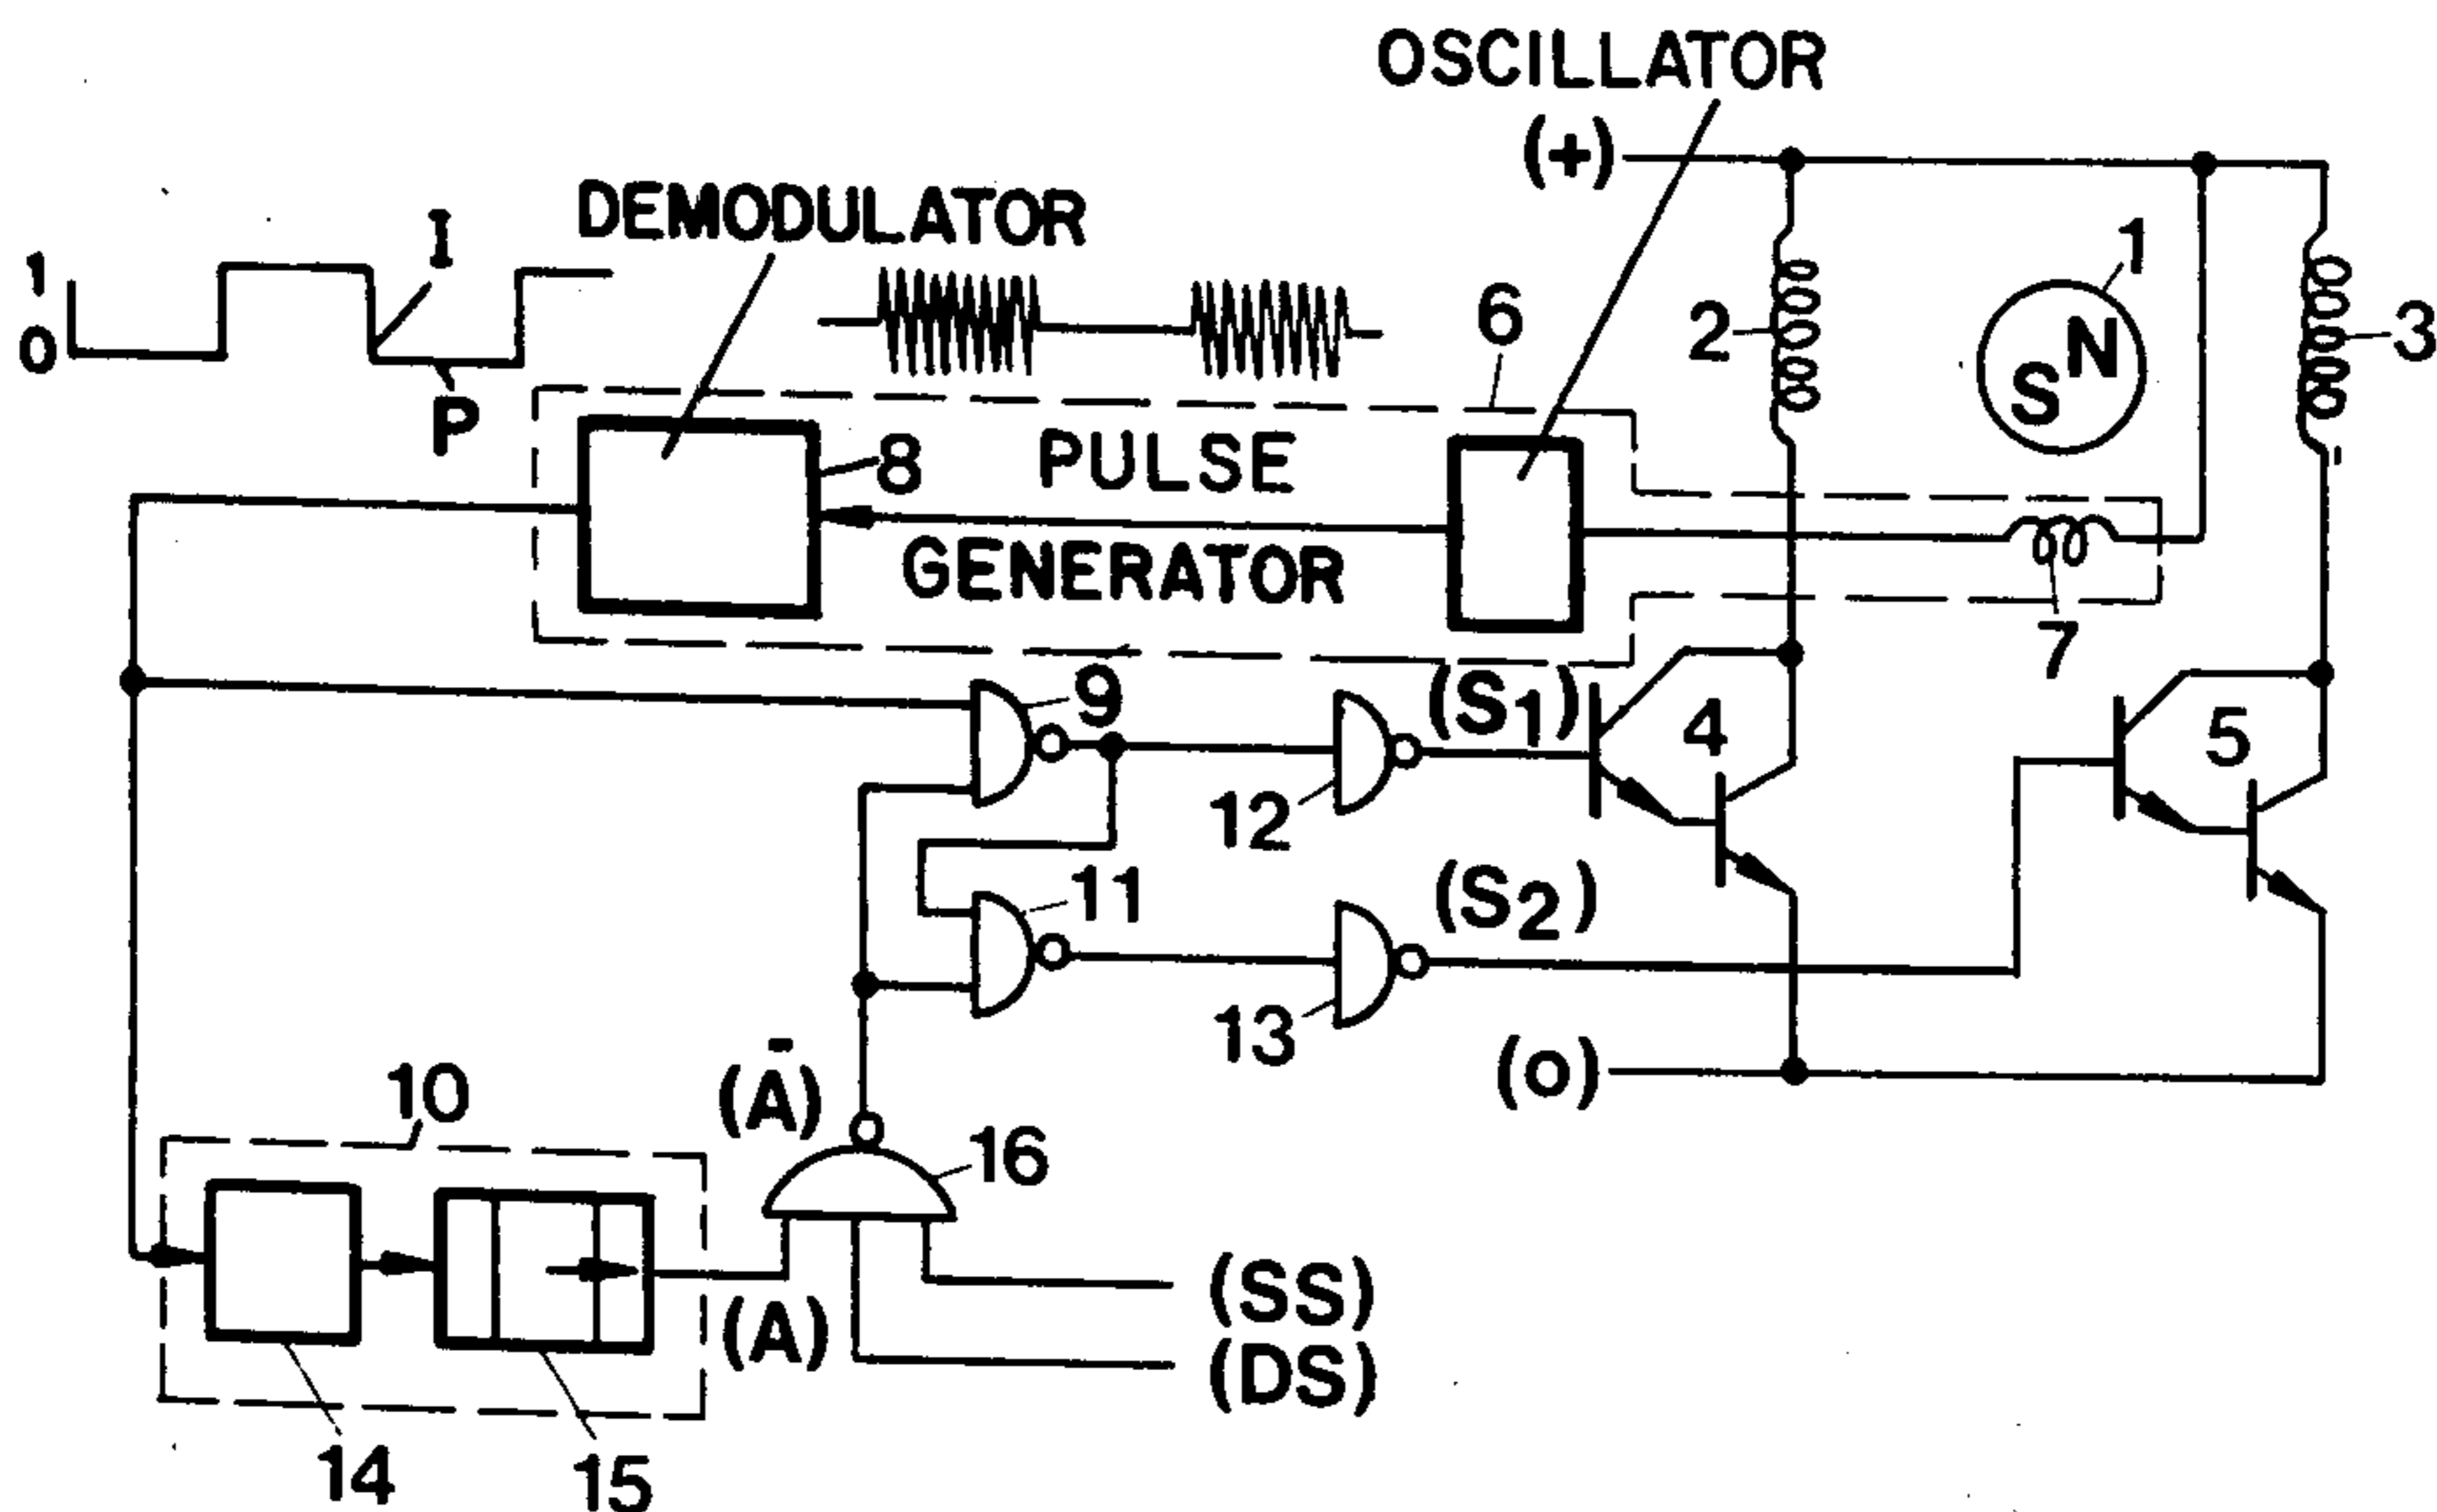 OSCILLATOR
(+)
DEMODULATOR
1
I
1
0
6
2
N
S
3
P
8
PULSE
GENERATOR
7
9
(S1)
4
5
12
11
(S2)
13
(Ā)
(O)
10
16
(SS)
(A)
(DS)
14
15